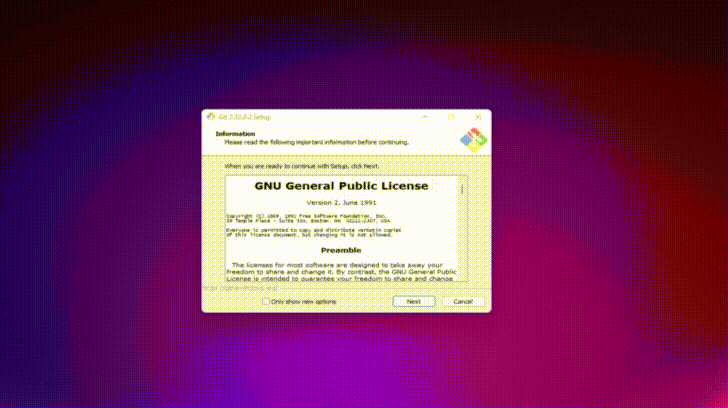 Git 2.33.0.2 Setup
Information
Please read the following important information before continuing.
When you are ready to continue with Setup, click Next.
GNU General Public License
Version 2, June 1991
Copyright (C) 1989, 1991 Free Software Foundation, Inc.
59 Temple Place - Suite 330, Boston, MA 02111-1307, USA
Everyone is permitted to copy and distribute verbatim copies
of this license document, but changing it is not allowed.
Preamble
The licenses for most software are designed to take away your
freedom to share and change it. By contrast, the GNU General Public
License is intended to guarantee your freedom to share and change
Only show new options
Next
Cancel